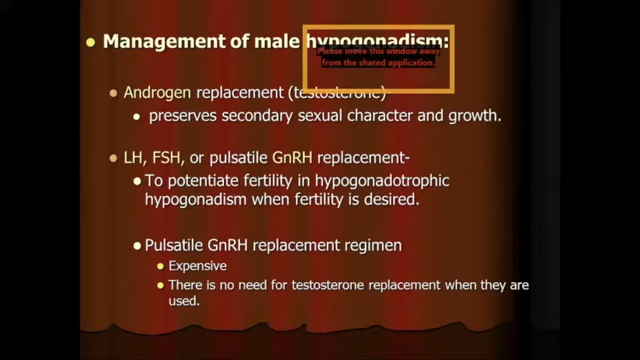 Management of male hypogonadism:
Please move this window away
from the shared application.
Androgen replacement (testosterone)
preserves secondary sexual character and growth.
LH, FSH, or pulsatile GnRH replacement-
To potentiate fertility in hypogonadotrophic
hypogonadism when fertility is desired.
Pulsatile GnRH replacement regimen
Expensive
There is no need for testosterone replacement when they are
used.